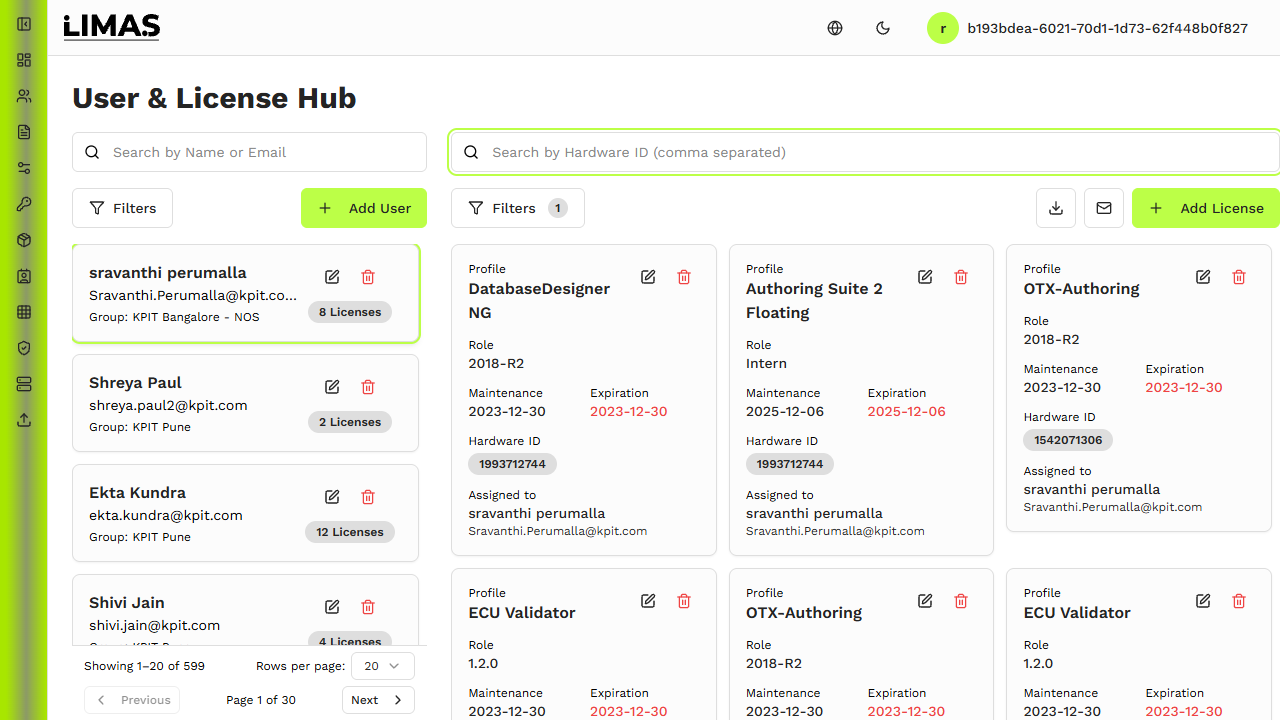 LIMAS
r
b193bdea-6021-70d1-1d73-62f448b0f827
User & License Hub
Search by Name or Email
Search by Hardware ID (comma separated)
Filters
Add User
Filters
1
Add License
sravanthi perumalla
Sravanthi.Perumalla@kpit.co...
Group: KPIT Bangalore - NOS
8 Licenses
Shreya Paul
shreya.paul2@kpit.com
Group: KPIT Pune
2 Licenses
Ekta Kundra
ekta.kundra@kpit.com
Group: KPIT Pune
12 Licenses
Shivi Jain
shivi.jain@kpit.com
4 Licenses
Showing 1–20 of 599
Rows per page:
20
Previous
Page 1 of 30
Next
Profile
DatabaseDesigner
NG
Role
2018-R2
Maintenance
Expiration
2023-12-30
2023-12-30
Hardware ID
1993712744
Assigned to
sravanthi perumalla
Sravanthi.Perumalla@kpit.com
Profile
Authoring Suite 2
Floating
Role
Intern
Maintenance
Expiration
2025-12-06
2025-12-06
Hardware ID
1993712744
Assigned to
sravanthi perumalla
Sravanthi.Perumalla@kpit.com
Profile
OTX-Authoring
Role
2018-R2
Maintenance
Expiration
2023-12-30
2023-12-30
Hardware ID
1542071306
Assigned to
sravanthi perumalla
Sravanthi.Perumalla@kpit.com
Profile
ECU Validator
Role
1.2.0
Maintenance
Expiration
2023-12-30
2023-12-30
Profile
OTX-Authoring
Role
2018-R2
Maintenance
Expiration
2023-12-30
2023-12-30
Profile
ECU Validator
Role
1.2.0
Maintenance
Expiration
2023-12-30
2023-12-30